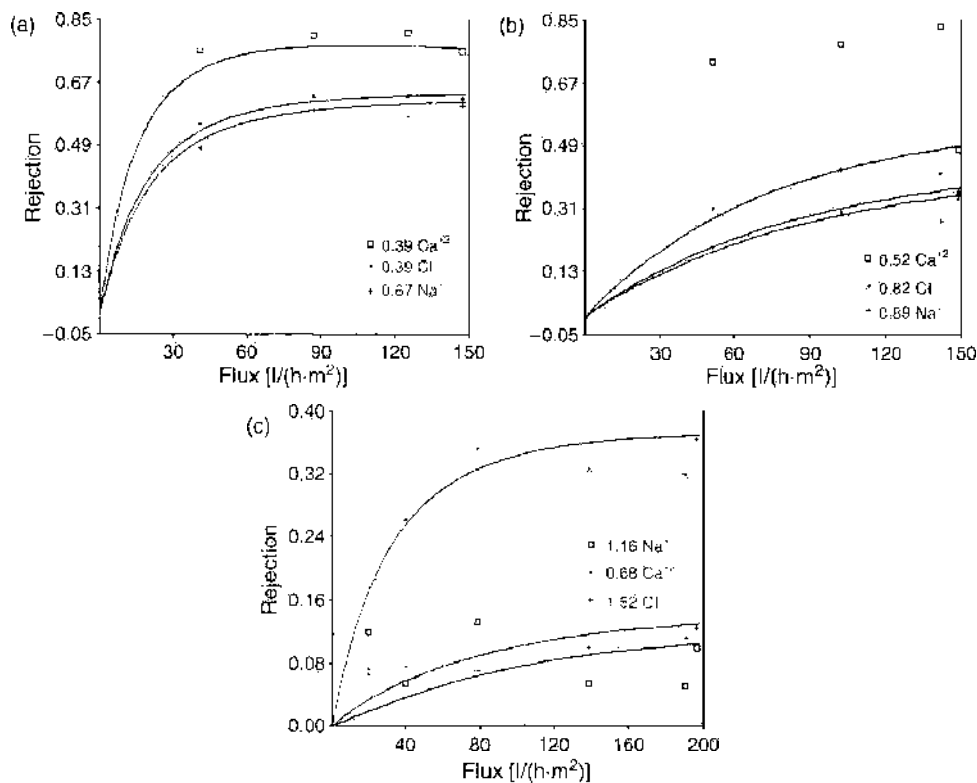 (a)
0.85
0.67
0.49
0.31
0.13
−0.05
Rejection
0.39 Ca⁺²
0.39 Cl
0.67 Na⁺
30 60 90 120 150
Flux [l/(h·m²)]
(b)
0.85
0.67
0.49
0.31
0.13
−0.05
Rejection
0.52 Ca⁺²
0.82 Cl
0.89 Na
30 60 90 120 150
Flux [l/(h·m²)]
(c)
0.40
0.32
0.24
0.16
0.08
0.00
Rejection
1.16 Na⁺
0.68 Ca⁺²
1.52 Cl
40 80 120 160 200
Flux [l/(h·m²)]